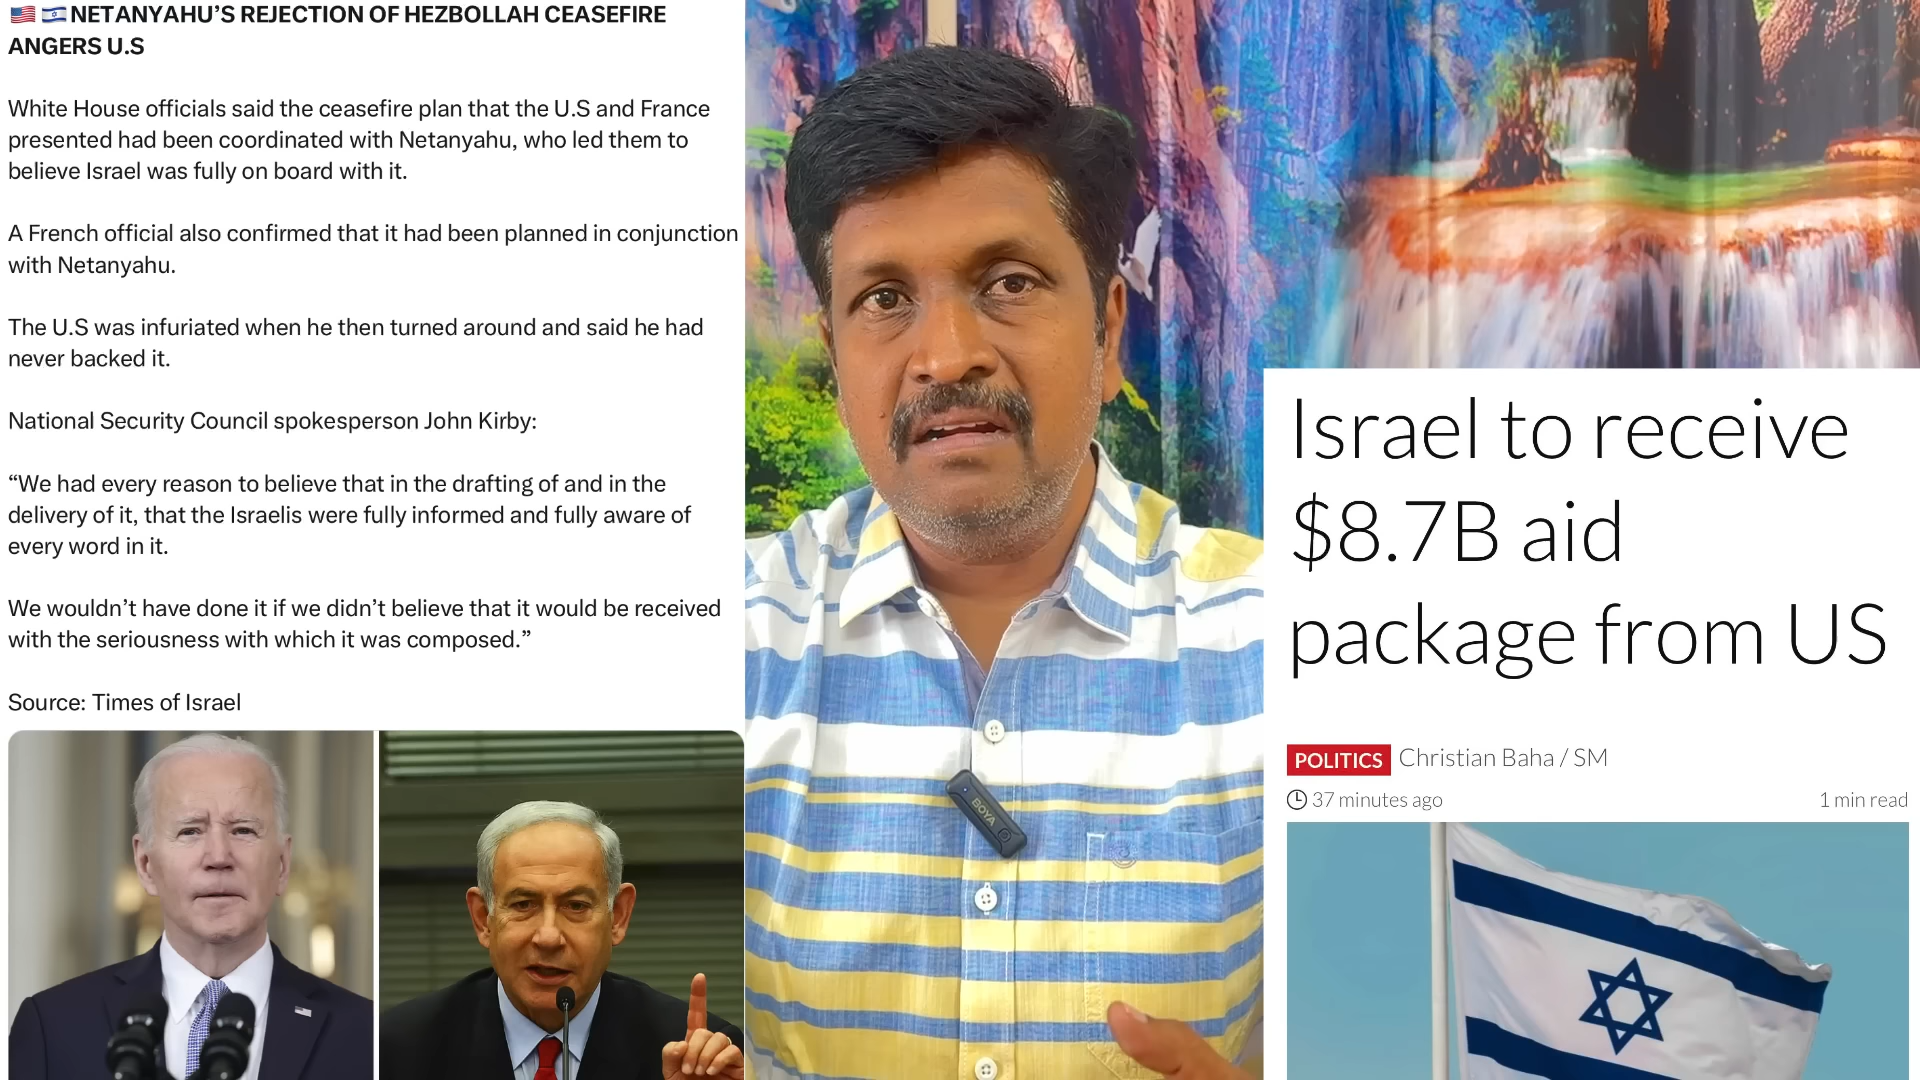 🇺🇸 🇮🇱 NETANYAHU’S REJECTION OF HEZBOLLAH CEASEFIRE
ANGERS U.S
White House officials said the ceasefire plan that the U.S and France
presented had been coordinated with Netanyahu, who led them to
believe Israel was fully on board with it.
A French official also confirmed that it had been planned in conjunction
with Netanyahu.
The U.S was infuriated when he then turned around and said he had
never backed it.
National Security Council spokesperson John Kirby:
“We had every reason to believe that in the drafting of and in the
delivery of it, that the Israelis were fully informed and fully aware of
every word in it.
We wouldn’t have done it if we didn’t believe that it would be received
with the seriousness with which it was composed.”
Source: Times of Israel
BOYA
Israel to receive
$8.7B aid
package from US
POLITICS Christian Baha / SM
37 minutes ago 1 min read